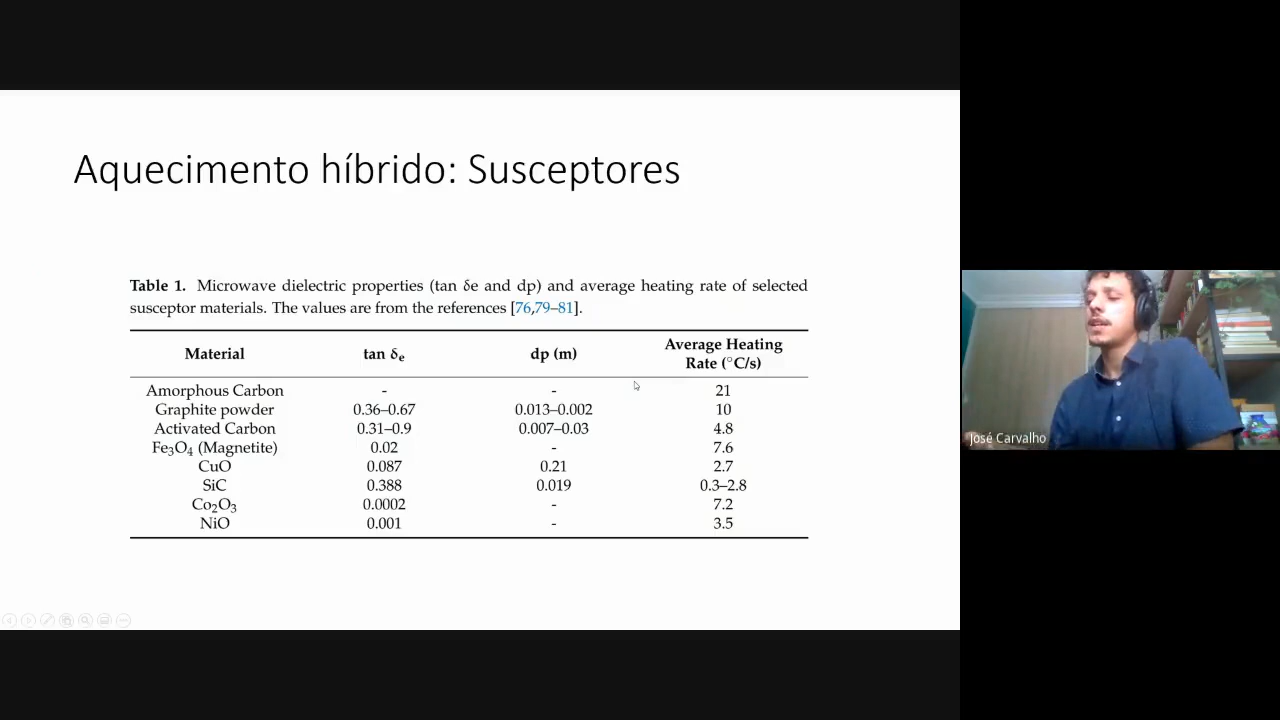 Aquecimento híbrido: Susceptores
Table 1. Microwave dielectric properties (tan δe and dp) and average heating rate of selected
susceptor materials. The values are from the references [76,79–81].
Material tan δₑ dp (m) Average Heating Rate (°C/s)
Amorphous Carbon - - 21
Graphite powder 0.36–0.67 0.013–0.002 10
Activated Carbon 0.31–0.9 0.007–0.03 4.8
Fe₃O₄ (Magnetite) 0.02 - 7.6
CuO 0.087 0.21 2.7
SiC 0.388 0.019 0.3–2.8
Co₂O₃ 0.0002 - 7.2
NiO 0.001 - 3.5
José Carvalho